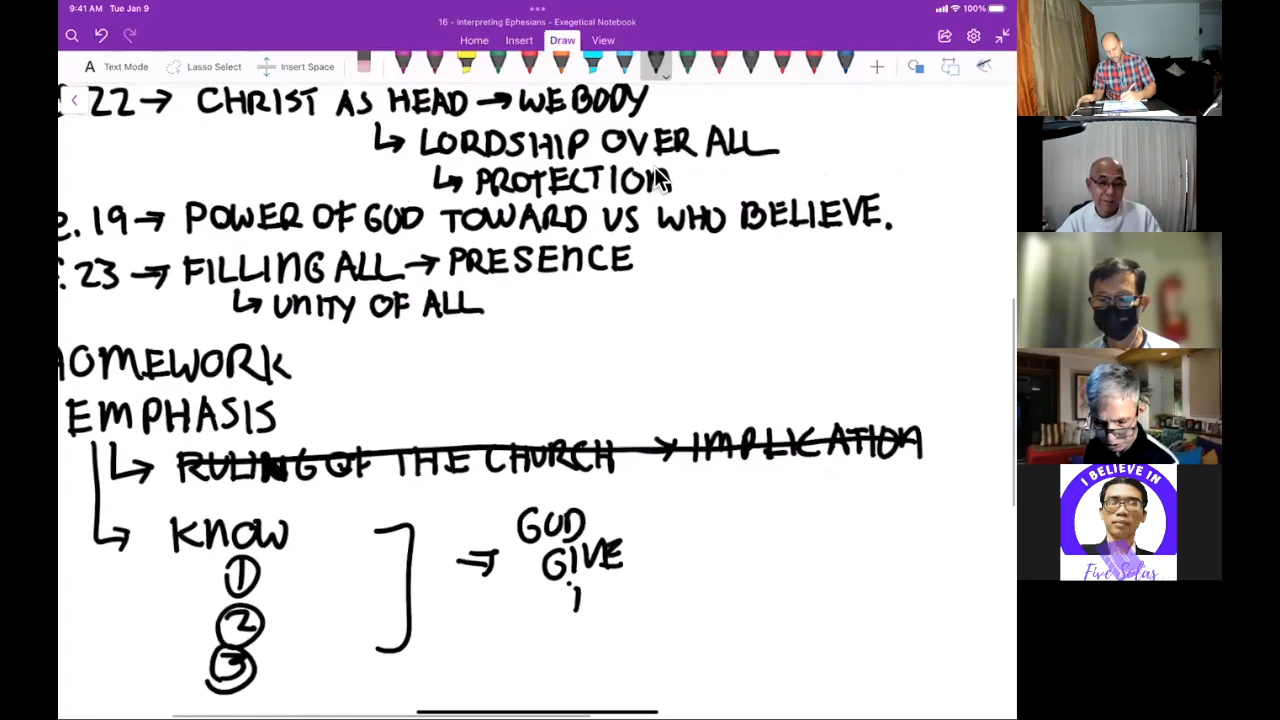 9:41 AM Tue Jan 9
100%
16 - Interpreting Ephesians - Exegetical Notebook
Home Insert Draw View
Text Mode Lasso Select Insert Space
22 → CHRIST AS HEAD → WE BODY
↳ LORDSHIP OVER ALL
↳ PROTECTION
. 19 → POWER OF GOD TOWARD US WHO BELIEVE.
. 23 → FILLING ALL → PRESENCE
↳ UNITY OF ALL
HOMEWORK
EMPHASIS
↳ RULING OF THE CHURCH → IMPLICATION
↳ KNOW ] ⇒ GOD
GIVE
①
②
③
I BELIEVE IN
Five Solas